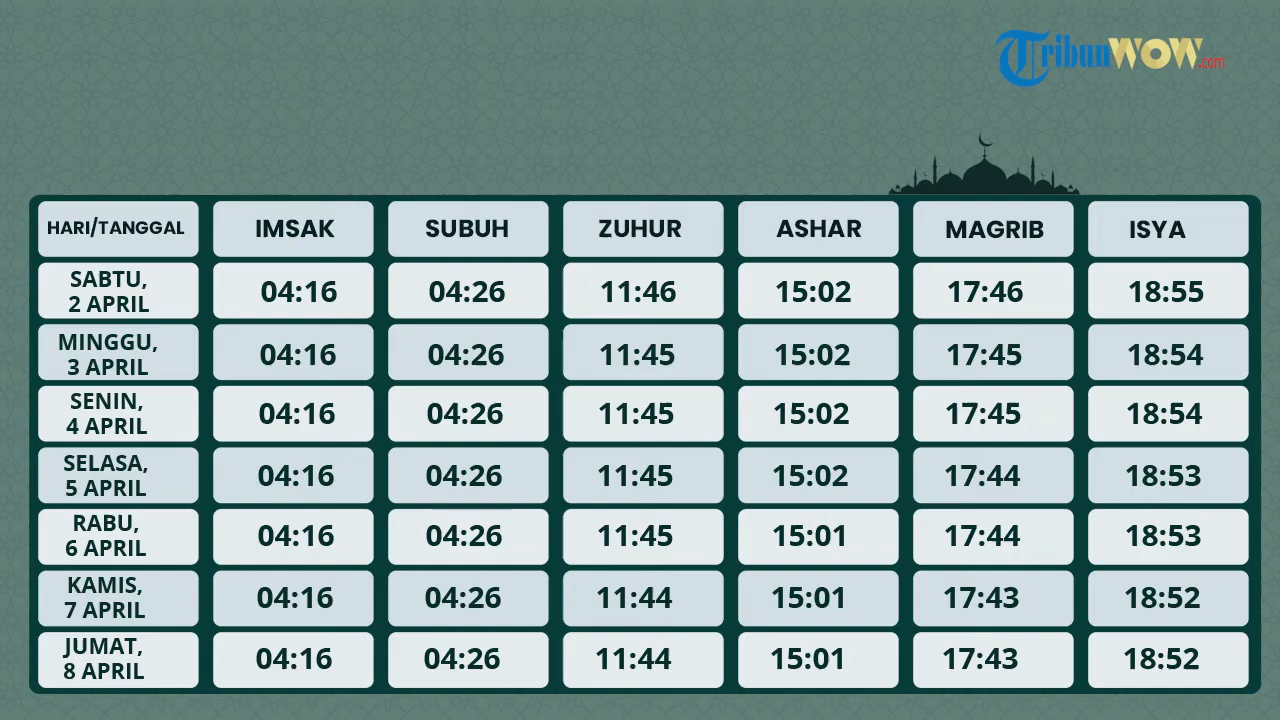 TribunWOW.com
HARI/TANGGAL IMSAK SUBUH ZUHUR ASHAR MAGRIB ISYA
SABTU,
2 APRIL 04:16 04:26 11:46 15:02 17:46 18:55
MINGGU,
3 APRIL 04:16 04:26 11:45 15:02 17:45 18:54
SENIN,
4 APRIL 04:16 04:26 11:45 15:02 17:45 18:54
SELASA,
5 APRIL 04:16 04:26 11:45 15:02 17:44 18:53
RABU,
6 APRIL 04:16 04:26 11:45 15:01 17:44 18:53
KAMIS,
7 APRIL 04:16 04:26 11:44 15:01 17:43 18:52
JUMAT,
8 APRIL 04:16 04:26 11:44 15:01 17:43 18:52